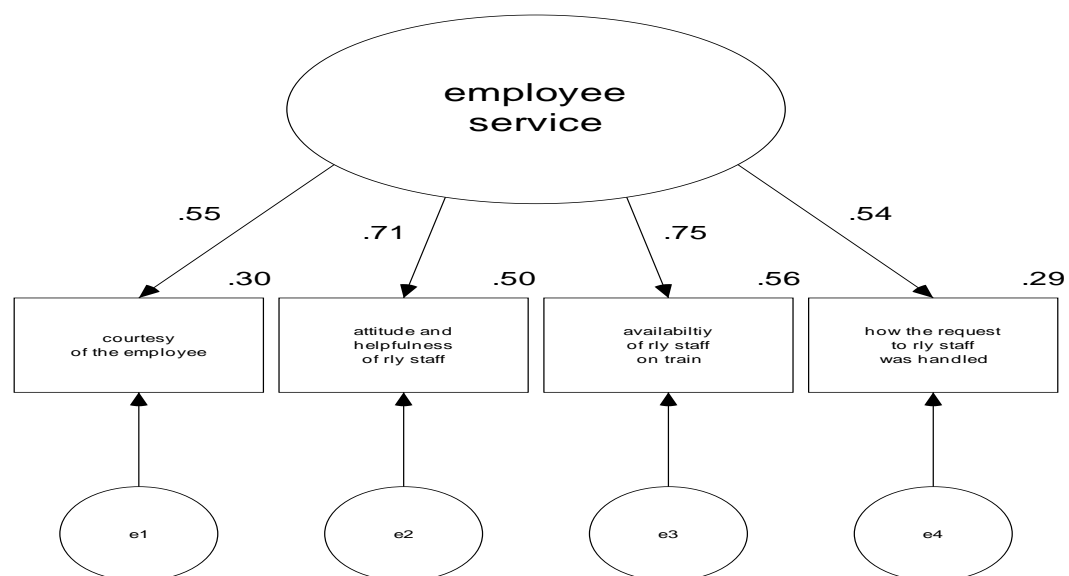 employee
service
.55
.71
.75
.54
.30
.50
.56
.29
courtesy
of the employee
attitude and
helpfulness
of rly staff
availabiltiy
of rly staff
on train
how the request
to rly staff
was handled
e1
e2
e3
e4